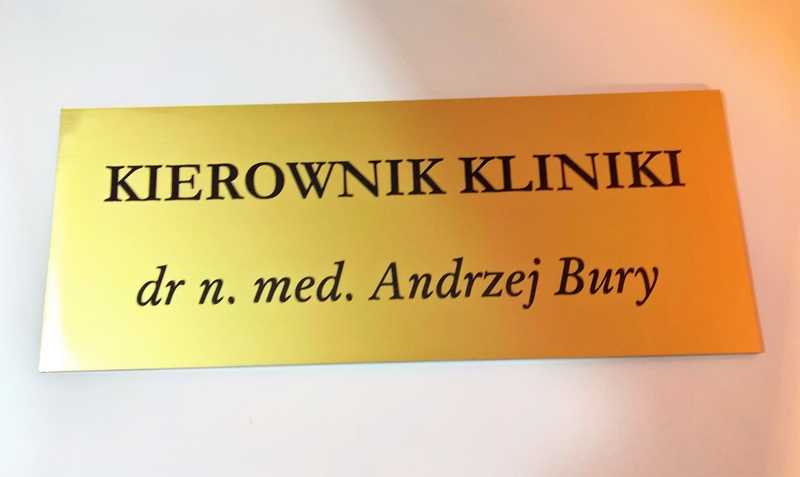 KIEROWNIK KLINIKI
dr n. med. Andrzej Bury